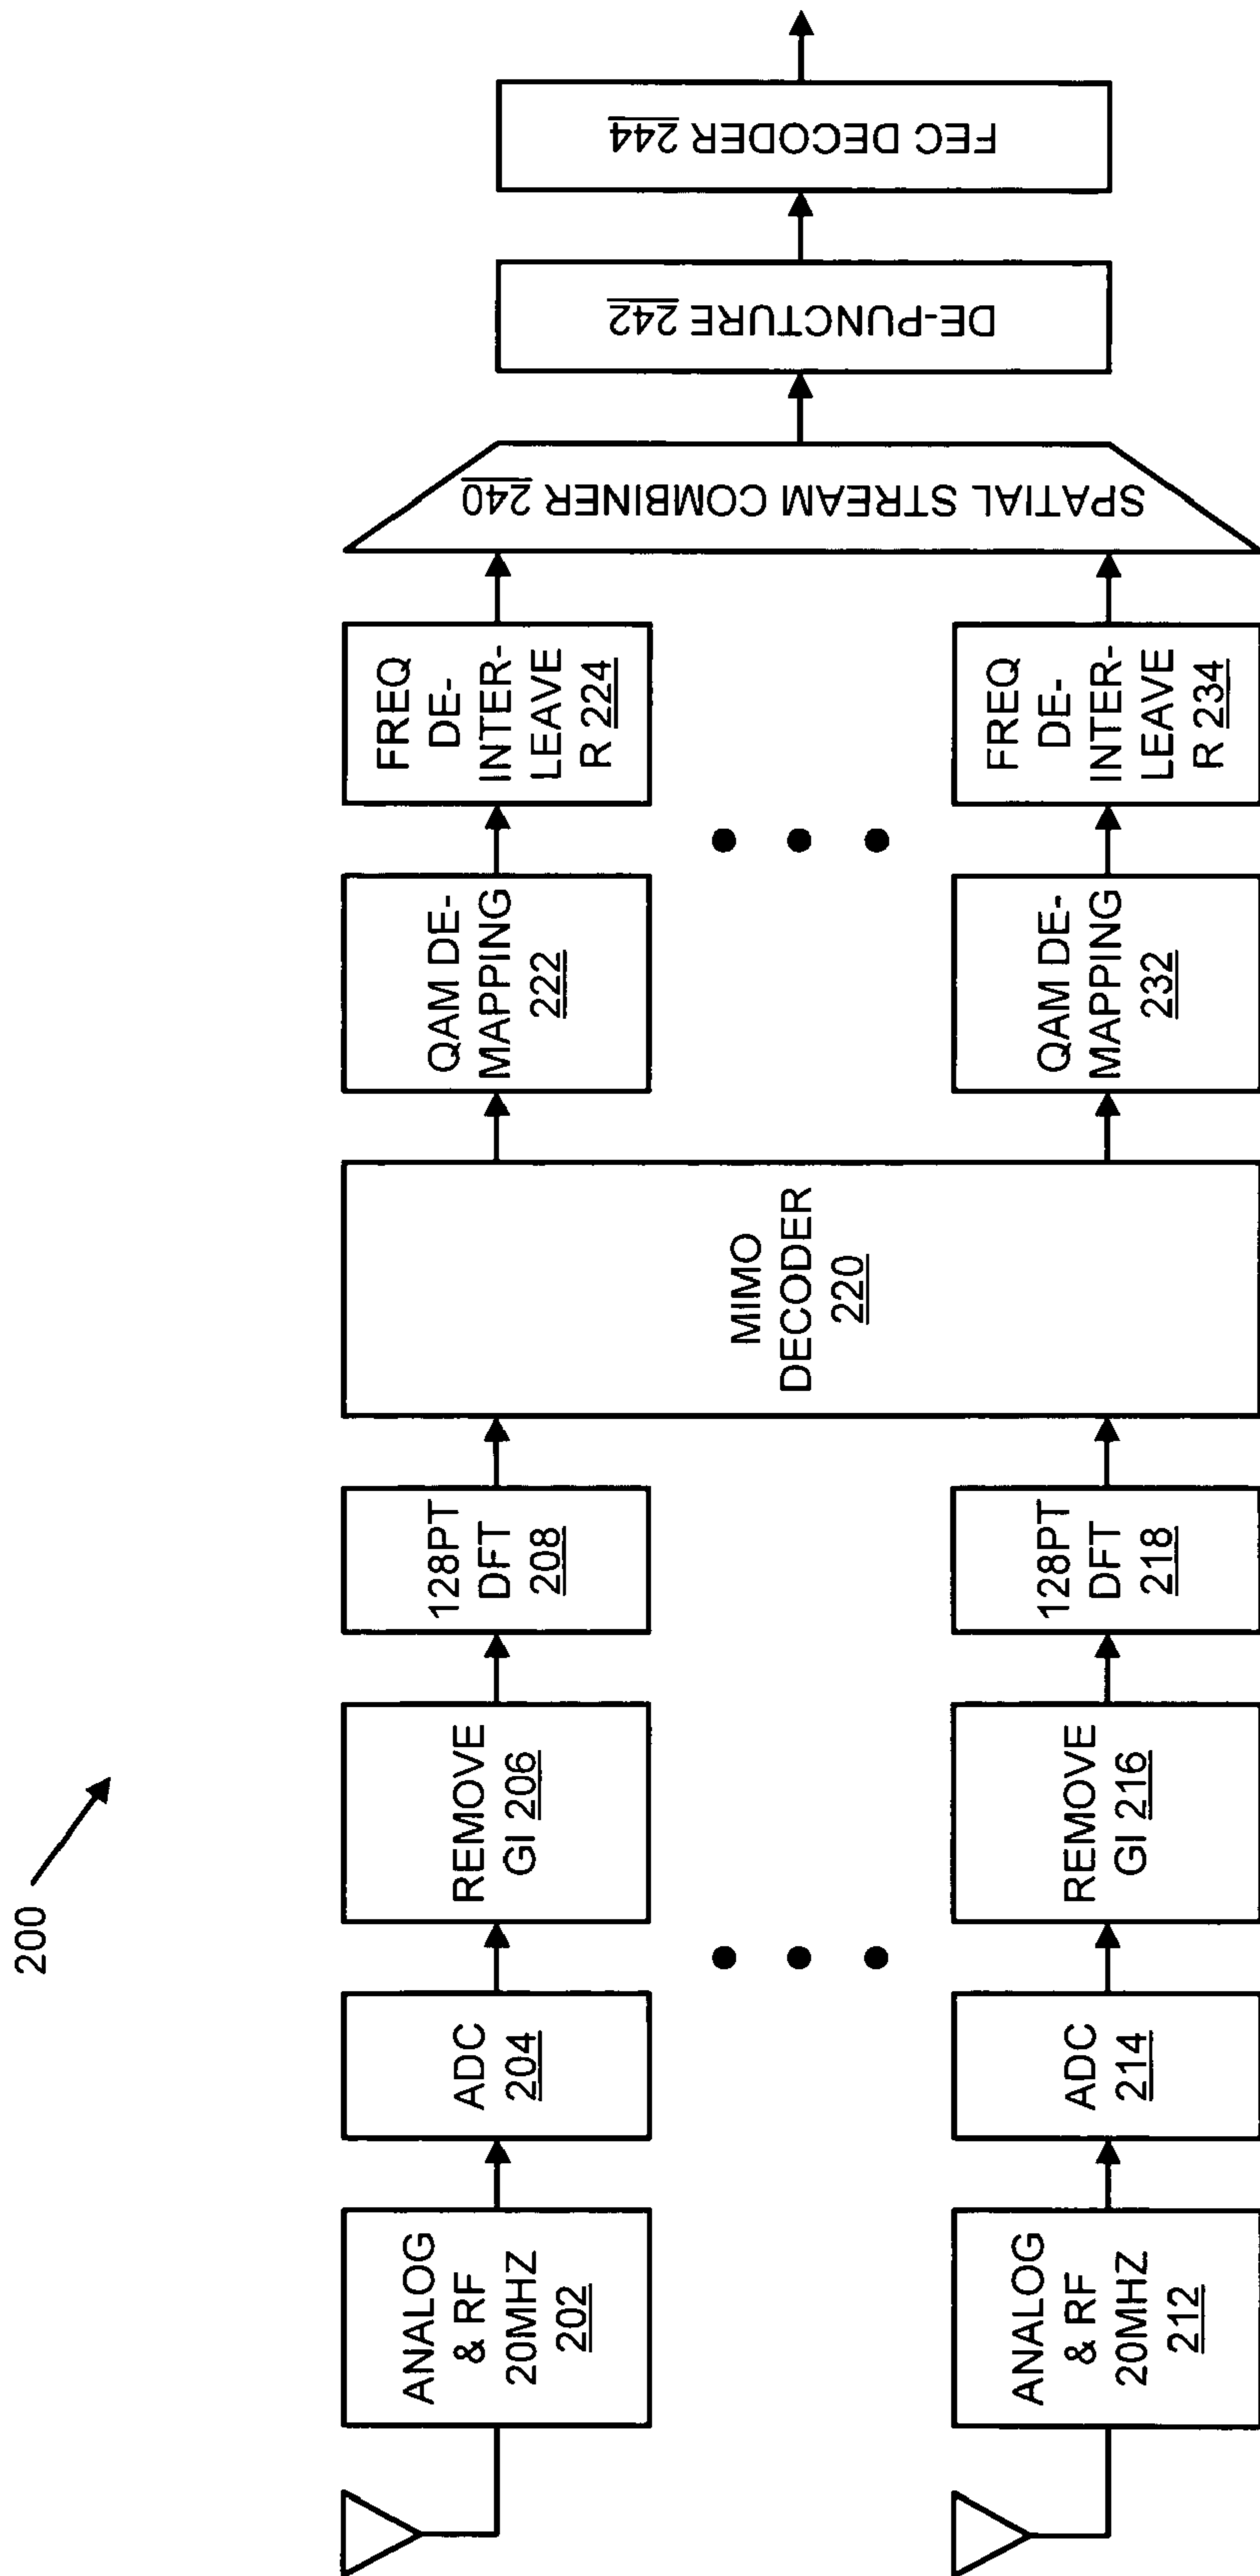 200
ANALOG
& RF
20MHZ
202
ADC
204
REMOVE
GI 206
128PT
DFT
208
MIMO
DECODER
220
QAM DE-
MAPPING
222
FREQ
DE-
INTER-
LEAVE
R 224
ANALOG
& RF
20MHZ
212
ADC
214
REMOVE
GI 216
128PT
DFT
218
QAM DE-
MAPPING
232
FREQ
DE-
INTER-
LEAVE
R 234
SPATIAL STREAM COMBINER 240
DE-PUNCTURE 242
FEC DECODER 244